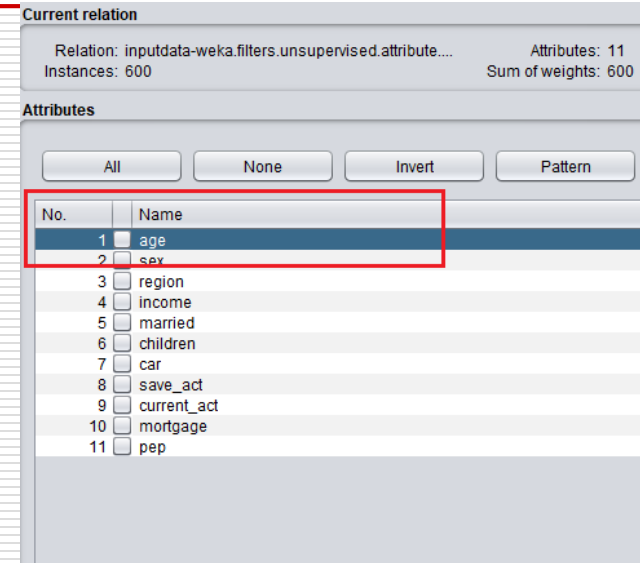 Current relation
Relation: inputdata-weka.filters.unsupervised.attribute.... Attributes: 11
Instances: 600 Sum of weights: 600
Attributes
All None Invert Pattern
No. Name
1 age
2 sex
3 region
4 income
5 married
6 children
7 car
8 save_act
9 current_act
10 mortgage
11 pep